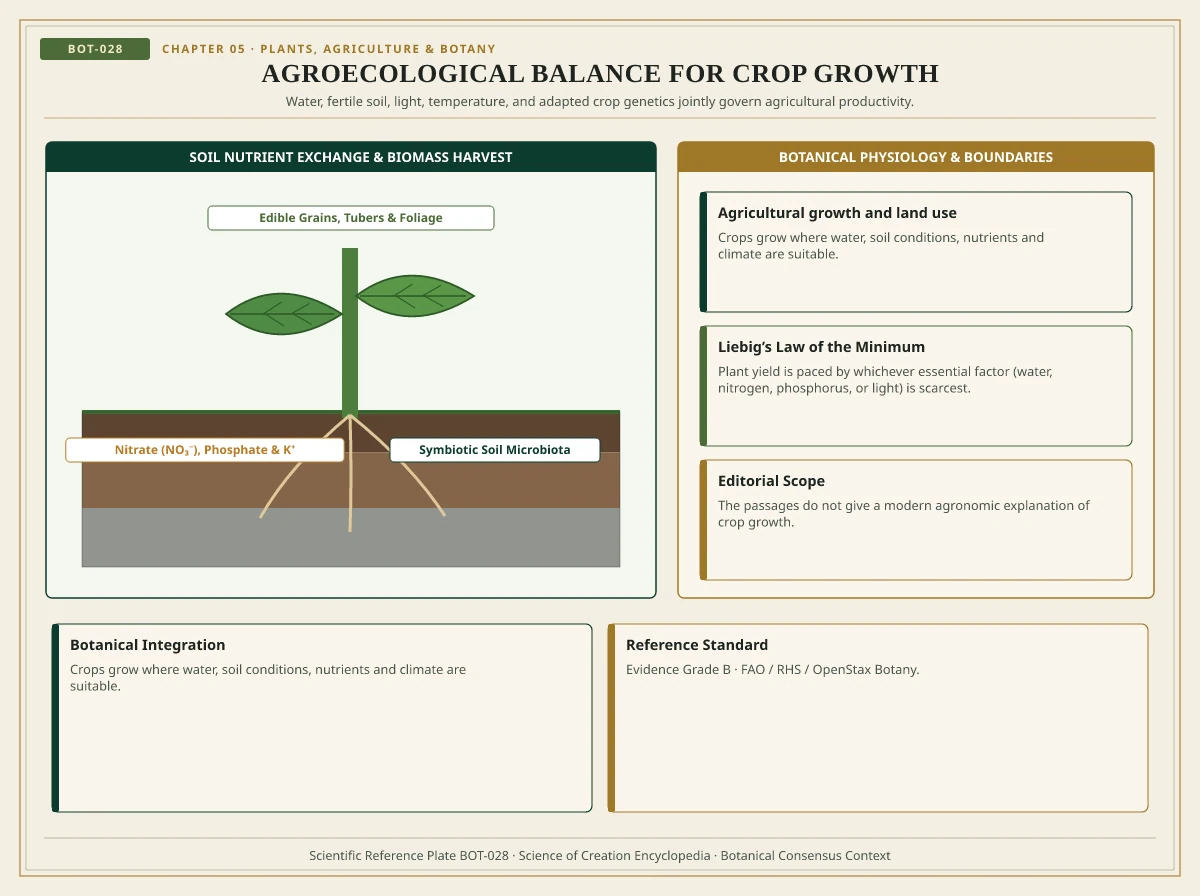 BOT-028
CHAPTER 05 · PLANTS, AGRICULTURE & BOTANY
AGROECOLOGICAL BALANCE FOR CROP GROWTH
Water, fertile soil, light, temperature, and adapted crop genetics jointly govern agricultural productivity.
SOIL NUTRIENT EXCHANGE & BIOMASS HARVEST
Edible Grains, Tubers & Foliage
Nitrate (NO₃⁻), Phosphate & K⁺
Symbiotic Soil Microbiota
BOTANICAL PHYSIOLOGY & BOUNDARIES
Agricultural growth and land use
Crops grow where water, soil conditions, nutrients and
climate are suitable.
Liebig’s Law of the Minimum
Plant yield is paced by whichever essential factor (water,
nitrogen, phosphorus, or light) is scarcest.
Editorial Scope
The passages do not give a modern agronomic explanation of
crop growth.
Botanical Integration
Crops grow where water, soil conditions, nutrients and climate are
suitable.
Reference Standard
Evidence Grade B · FAO / RHS / OpenStax Botany.
Scientific Reference Plate BOT-028 · Science of Creation Encyclopedia · Botanical Consensus Context